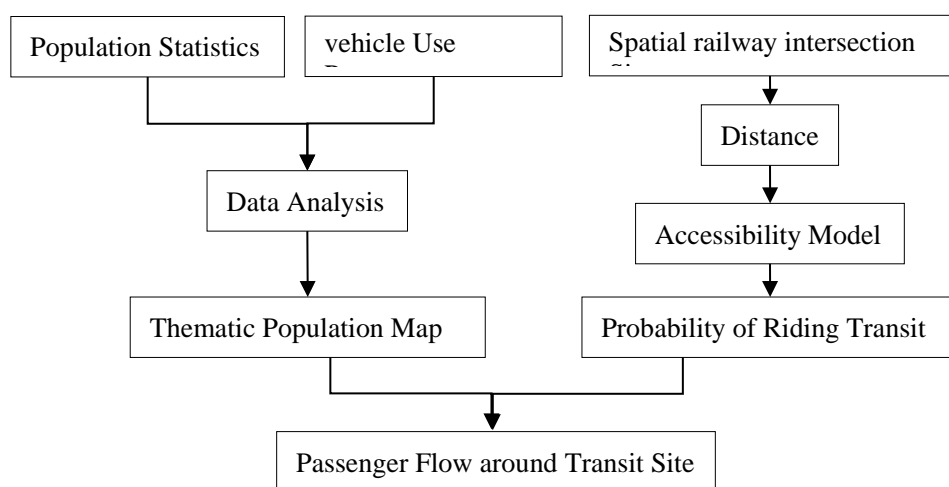 Population Statistics
vehicle Use
Spatial railway intersection
Distance
Data Analysis
Accessibility Model
Thematic Population Map
Probability of Riding Transit
Passenger Flow around Transit Site